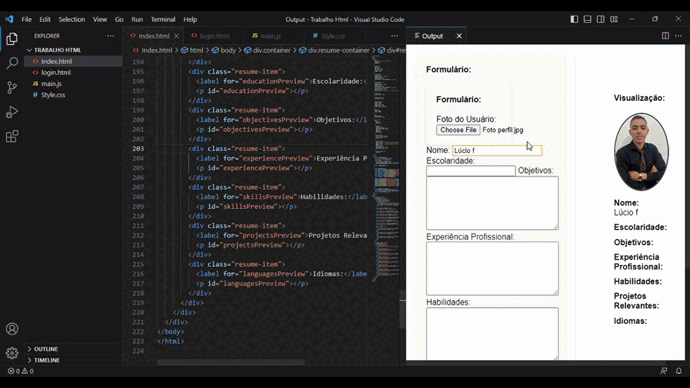 File Edit Selection View Go Run Terminal Help
Output - Trabalho Html - Visual Studio Code
EXPLORER
TRABALHO HTML
Index.html
login.html
main.js
Style.css
OUTLINE
TIMELINE
Index.html login.html main.js Style.css
Index.html > html > body > div.container > div.resume-container >
194 </div>
195 <div class="resume-item">
196 <label for="educationPreview">Escolaridade:<
197 <p id="educationPreview"></p>
198 </div>
199 <div class="resume-item">
200 <label for="objectivesPreview">Objetivos:</l
201 <p id="objectivesPreview"></p>
202 </div>
203 <div class="resume-item">
204 <label for="experiencePreview">Experiência P
205 <p id="experiencePreview"></p>
206 </div>
207 <div class="resume-item">
208 <label for="skillsPreview">Habilidades:</lab
209 <p id="skillsPreview"></p>
210 </div>
211 <div class="resume-item">
212 <label for="projectsPreview">Projetos Releva
213 <p id="projectsPreview"></p>
214 </div>
215 <div class="resume-item">
216 <label for="languagesPreview">Idiomas:</labe
217 <p id="languagesPreview"></p>
218 </div>
219 </div>
220 </div>
221 </div>
222 </body>
223 </html>
224
Output
Formulário:
Formulário:
Foto do Usuário:
Choose File Foto perfil.jpg
Nome: Lúcio f
Escolaridade:
Objetivos:
Experiência Profissional:
Habilidades:
Visualização:
Nome:
Lúcio f
Escolaridade:
Objetivos:
Experiência
Profissional:
Habilidades:
Projetos
Relevantes:
Idiomas:
0 0